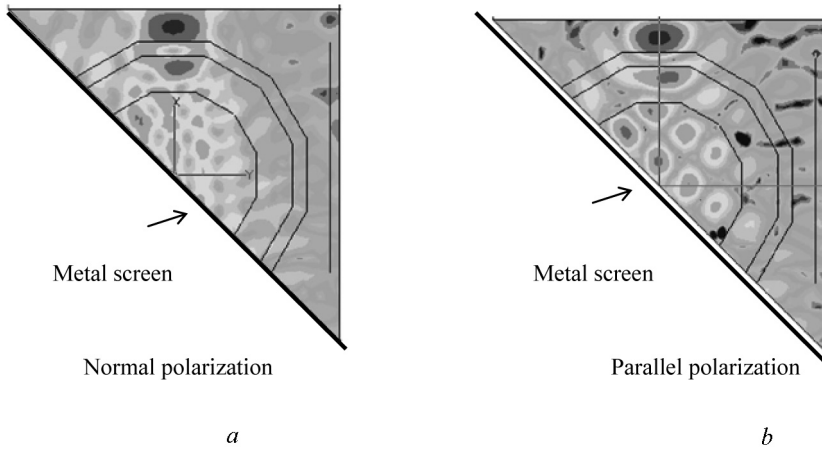 X
Y
Metal screen
Metal screen
Normal polarization
Parallel polarization
a
b